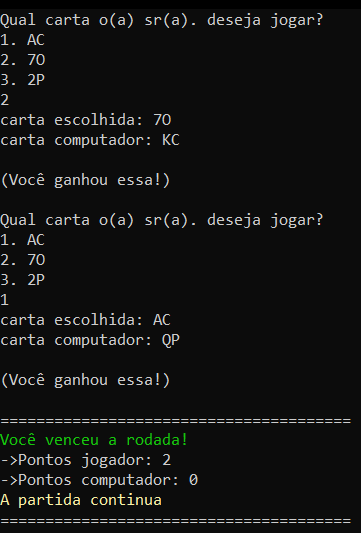 Qual carta o(a) sr(a). deseja jogar?
1. AC
2. 7O
3. 2P
2
carta escolhida: 7O
carta computador: KC
(Você ganhou essa!)
Qual carta o(a) sr(a). deseja jogar?
1. AC
2. 7O
3. 2P
1
carta escolhida: AC
carta computador: QP
(Você ganhou essa!)
=======================================
Você venceu a rodada!
->Pontos jogador: 2
->Pontos computador: 0
A partida continua
=======================================